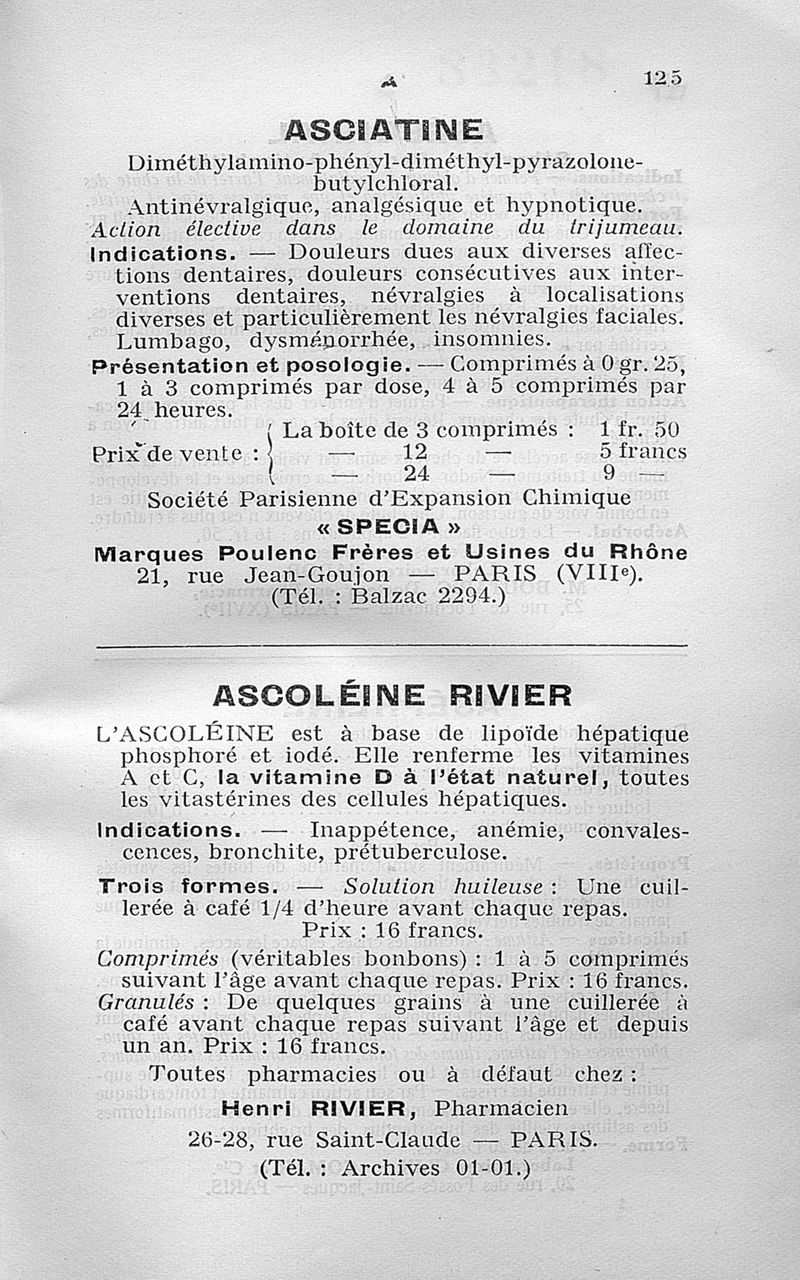 A
125
ASCIATINE
Diméthylamino-phényl-diméthyl-pyrazolone-
butylchloral.
Antinévralgique, analgésique et hypnotique.
Action élective dans le domaine du trijumeau.
Indications. — Douleurs dues aux diverses affec-
tions dentaires, douleurs consécutives aux inter-
ventions dentaires, névralgies à localisations
diverses et particulièrement les névralgies faciales.
Lumbago, dysménorrhée, insomnies.
Présentation et posologie. — Comprimés à 0 gr. 25,
1 à 3 comprimés par dose, 4 à 5 comprimés par
24 heures.
La boîte de 3 comprimés : 1 fr. 50
Prix de vente : — 12 — 5 francs
— 24 — 9 —
Société Parisienne d'Expansion Chimique
« SPECIA »
Marques Poulenc Frères et Usines du Rhône
21, rue Jean-Goujon — PARIS (VIIIe).
(Tél. : Balzac 2294.)
ASCOLÉINE RIVIER
L'ASCOLÉINE est à base de lipoïde hépatique
phosphoré et iodé. Elle renferme les vitamines
A et C, la vitamine D à l'état naturel, toutes
les vitastérines des cellules hépatiques.
Indications. — Inappétence, anémie, convales-
cences, bronchite, prétuberculose.
Trois formes. — Solution huileuse : Une cuil-
lerée à café 1/4 d'heure avant chaque repas.
Prix : 16 francs.
Comprimés (véritables bonbons) : 1 à 5 comprimés
suivant l'âge avant chaque repas. Prix : 16 francs.
Granulés : De quelques grains à une cuillerée à
café avant chaque repas suivant l'âge et depuis
un an. Prix : 16 francs.
Toutes pharmacies ou à défaut chez :
Henri RIVIER, Pharmacien
26-28, rue Saint-Claude — PARIS.
(Tél. : Archives 01-01.)